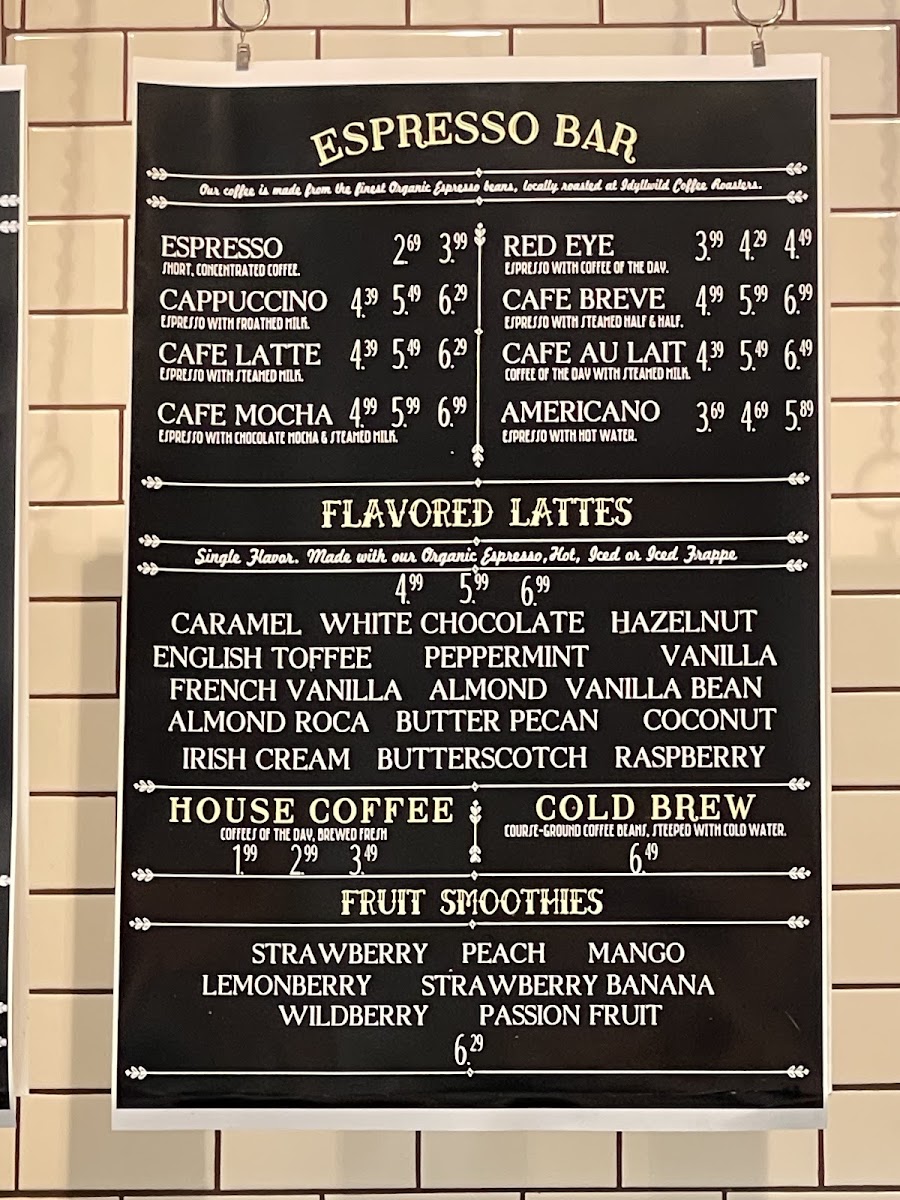 ESPRESSO BAR
Our coffee is made from the finest Organic Espresso beans, locally roasted at Idyllwild Coffee Roasters.
ESPRESSO 2.69 3.99
SHORT, CONCENTRATED COFFEE.
CAPPUCCINO 4.39 5.49 6.29
ESPRESSO WITH FROATHED MILK.
CAFE LATTE 4.39 5.49 6.29
ESPRESSO WITH STEAMED MILK.
CAFE MOCHA 4.99 5.99 6.99
ESPRESSO WITH CHOCOLATE MOCHA & STEAMED MILK.
RED EYE 3.99 4.29 4.49
ESPRESSO WITH COFFEE OF THE DAY.
CAFE BREVE 4.99 5.99 6.99
ESPRESSO WITH STEAMED HALF & HALF.
CAFE AU LAIT 4.39 5.49 6.49
COFFEE OF THE DAY WITH STEAMED MILK.
AMERICANO 3.69 4.69 5.89
ESPRESSO WITH HOT WATER.
FLAVORED LATTES
Single Flavor. Made with our Organic Espresso, Hot, Iced or Iced Frappe
4.99 5.99 6.99
CARAMEL WHITE CHOCOLATE HAZELNUT
ENGLISH TOFFEE PEPPERMINT VANILLA
FRENCH VANILLA ALMOND VANILLA BEAN
ALMOND ROCA BUTTER PECAN COCONUT
IRISH CREAM BUTTERSCOTCH RASPBERRY
HOUSE COFFEE
COFFEES OF THE DAY, BREWED FRESH
1.99 2.99 3.49
COLD BREW
COURSE-GROUND COFFEE BEANS, STEEPED WITH COLD WATER.
6.49
FRUIT SMOOTHIES
STRAWBERRY PEACH MANGO
LEMONBERRY STRAWBERRY BANANA
WILDBERRY PASSION FRUIT
6.29